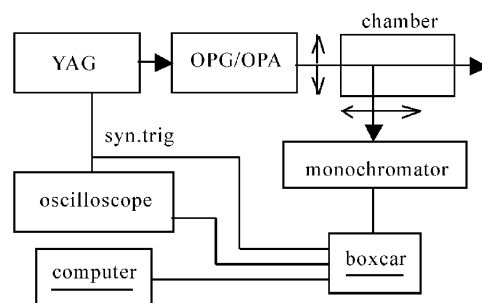 chamber
YAG
OPG/OPA
syn.trig
monochromator
oscilloscope
boxcar
computer